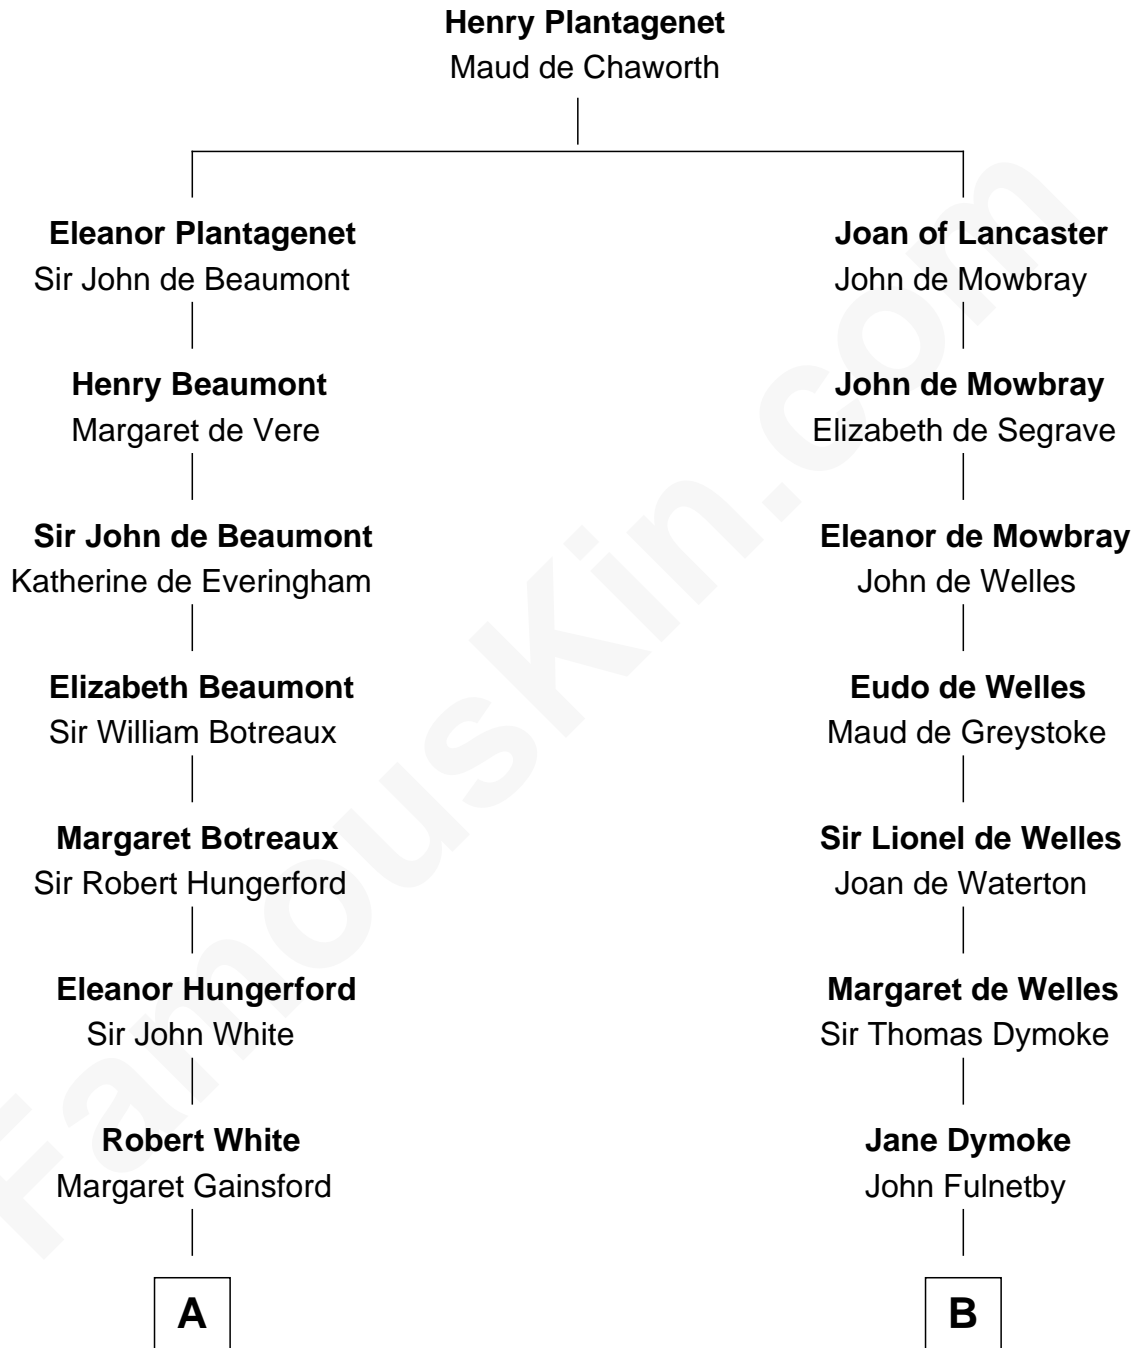 Henry Plantagenet
Maud de Chaworth
Eleanor Plantagenet
Sir John de Beaumont
Joan of Lancaster
John de Mowbray
Henry Beaumont
Margaret de Vere
John de Mowbray
Elizabeth de Segrave
Sir John de Beaumont
Katherine de Everingham
Eleanor de Mowbray
John de Welles
Elizabeth Beaumont
Sir William Botreaux
Eudo de Welles
Maud de Greystoke
Margaret Botreaux
Sir Robert Hungerford
Sir Lionel de Welles
Joan de Waterton
Eleanor Hungerford
Sir John White
Margaret de Welles
Sir Thomas Dymoke
Robert White
Margaret Gainsford
Jane Dymoke
John Fulnetby
A
B
FamousKin.com